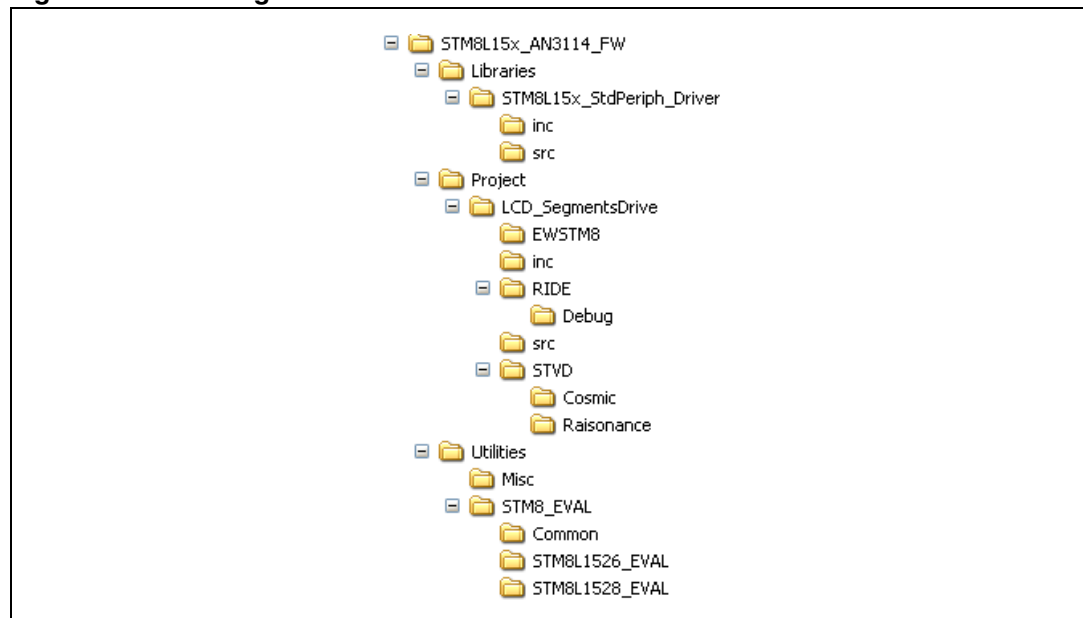 STM8L15x_AN3114_FW
Libraries
STM8L15x_StdPeriph_Driver
inc
src
Project
LCD_SegmentsDrive
EWSTM8
inc
RIDE
Debug
src
STVD
Cosmic
Raisonance
Utilities
Misc
STM8_EVAL
Common
STM8L1526_EVAL
STM8L1528_EVAL